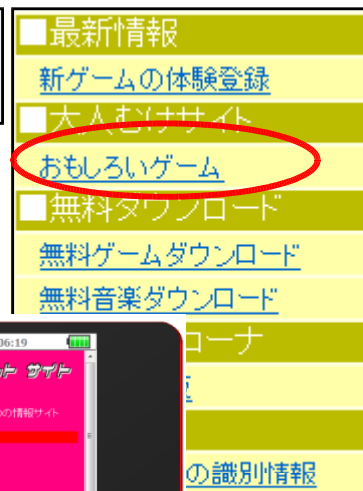 ■最新情報
新ゲームの体験登録
■大人むけサイト
おもしろいゲーム
■無料ダウンロード
無料ゲームダウンロード
無料音楽ダウンロード
コーナ
の識別情報
06:19
サイト
の情報サイト